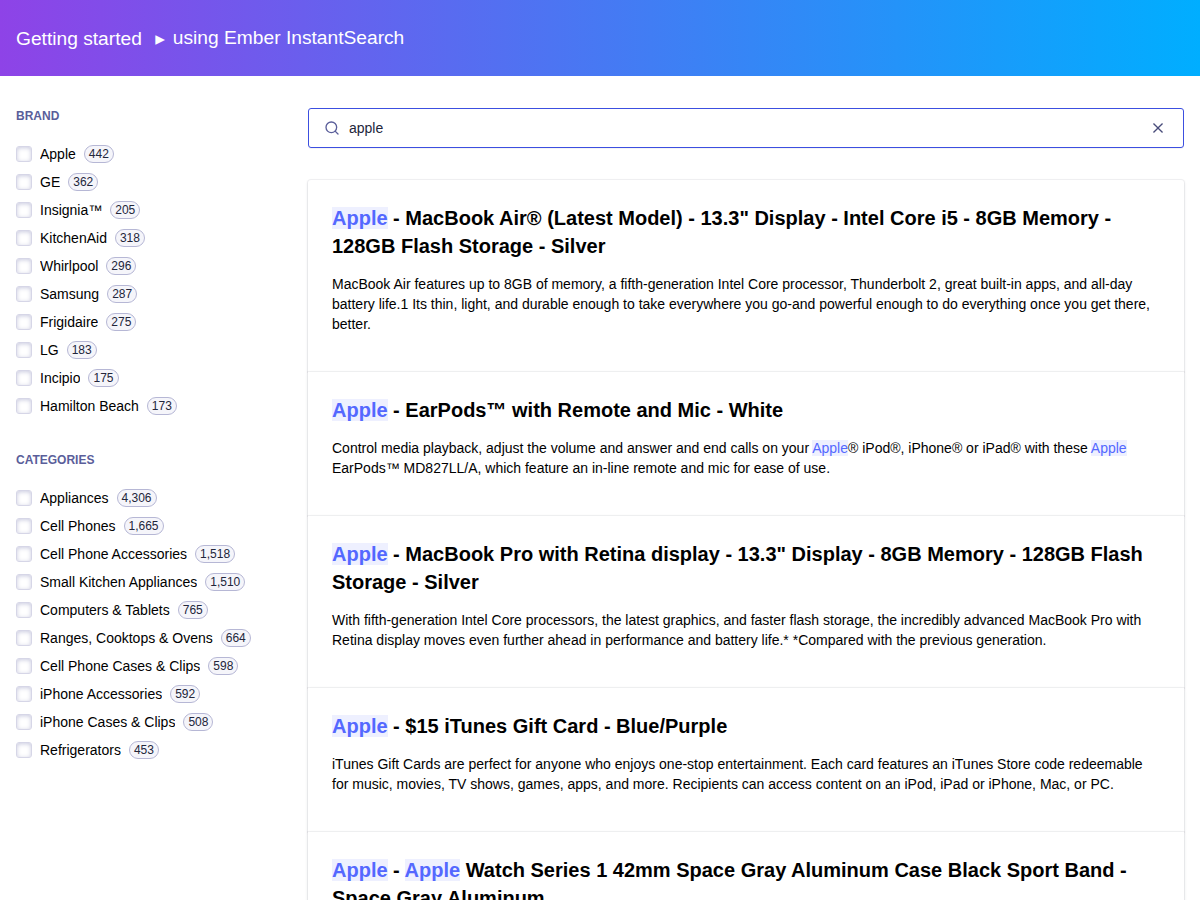 Getting started ▸ using Ember InstantSearch
BRAND
Apple 442
GE 362
Insignia™ 205
KitchenAid 318
Whirlpool 296
Samsung 287
Frigidaire 275
LG 183
Incipio 175
Hamilton Beach 173
CATEGORIES
Appliances 4,306
Cell Phones 1,665
Cell Phone Accessories 1,518
Small Kitchen Appliances 1,510
Computers & Tablets 765
Ranges, Cooktops & Ovens 664
Cell Phone Cases & Clips 598
iPhone Accessories 592
iPhone Cases & Clips 508
Refrigerators 453
apple
Apple - MacBook Air® (Latest Model) - 13.3" Display - Intel Core i5 - 8GB Memory -
128GB Flash Storage - Silver
MacBook Air features up to 8GB of memory, a fifth-generation Intel Core processor, Thunderbolt 2, great built-in apps, and all-day
battery life.1 Its thin, light, and durable enough to take everywhere you go-and powerful enough to do everything once you get there,
better.
Apple - EarPods™ with Remote and Mic - White
Control media playback, adjust the volume and answer and end calls on your Apple® iPod®, iPhone® or iPad® with these Apple
EarPods™ MD827LL/A, which feature an in-line remote and mic for ease of use.
Apple - MacBook Pro with Retina display - 13.3" Display - 8GB Memory - 128GB Flash
Storage - Silver
With fifth-generation Intel Core processors, the latest graphics, and faster flash storage, the incredibly advanced MacBook Pro with
Retina display moves even further ahead in performance and battery life.* *Compared with the previous generation.
Apple - $15 iTunes Gift Card - Blue/Purple
iTunes Gift Cards are perfect for anyone who enjoys one-stop entertainment. Each card features an iTunes Store code redeemable
for music, movies, TV shows, games, apps, and more. Recipients can access content on an iPod, iPad or iPhone, Mac, or PC.
Apple - Apple Watch Series 1 42mm Space Gray Aluminum Case Black Sport Band -
Space Gray Aluminum